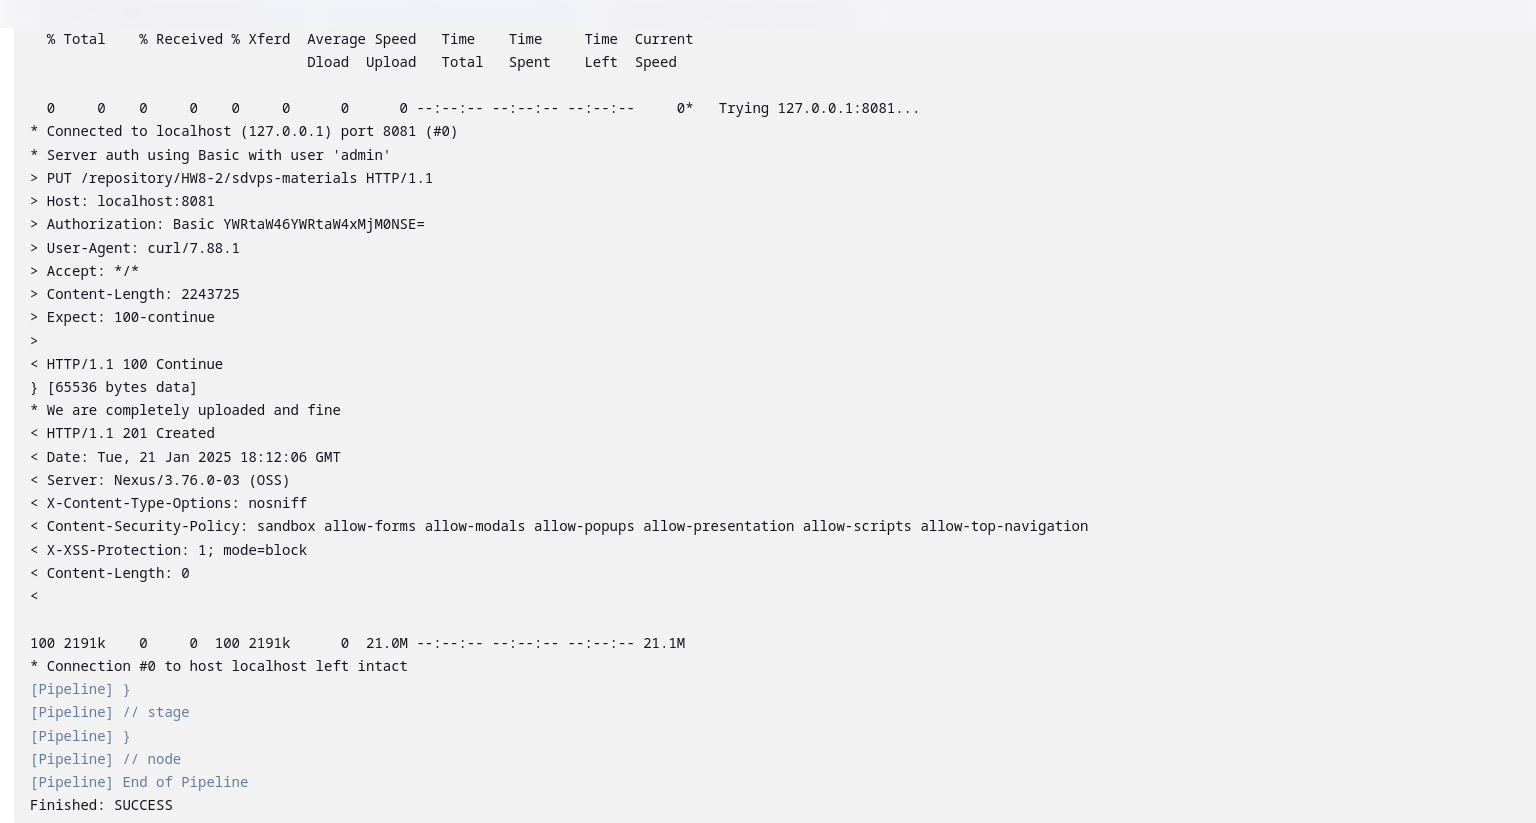 % Total    % Received % Xferd  Average Speed   Time    Time     Time  Current
                                 Dload  Upload   Total   Spent    Left  Speed
  0     0    0     0    0     0      0      0 --:--:-- --:--:-- --:--:--     0*   Trying 127.0.0.1:8081...
* Connected to localhost (127.0.0.1) port 8081 (#0)
* Server auth using Basic with user 'admin'
> PUT /repository/HW8-2/sdvps-materials HTTP/1.1
> Host: localhost:8081
> Authorization: Basic YWRtaW46YWRtaW4xMjM0NSE=
> User-Agent: curl/7.88.1
> Accept: */*
> Content-Length: 2243725
> Expect: 100-continue
>
< HTTP/1.1 100 Continue
} [65536 bytes data]
* We are completely uploaded and fine
< HTTP/1.1 201 Created
< Date: Tue, 21 Jan 2025 18:12:06 GMT
< Server: Nexus/3.76.0-03 (OSS)
< X-Content-Type-Options: nosniff
< Content-Security-Policy: sandbox allow-forms allow-modals allow-popups allow-presentation allow-scripts allow-top-navigation
< X-XSS-Protection: 1; mode=block
< Content-Length: 0
<
100 2191k    0     0  100 2191k      0  21.0M --:--:-- --:--:-- --:--:-- 21.1M
* Connection #0 to host localhost left intact
[Pipeline] }
[Pipeline] // stage
[Pipeline] }
[Pipeline] // node
[Pipeline] End of Pipeline
Finished: SUCCESS